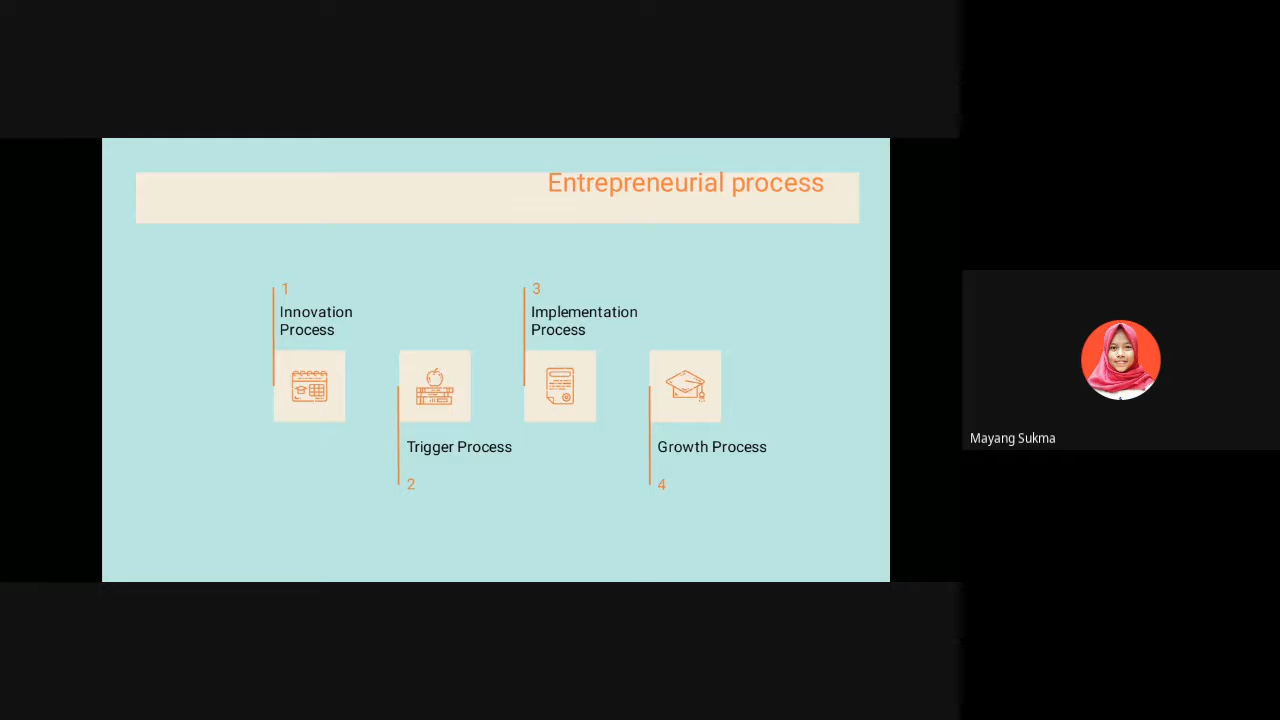 Entrepreneurial process
1
Innovation
Process
Trigger Process
2
3
Implementation
Process
Growth Process
4
Mayang Sukma